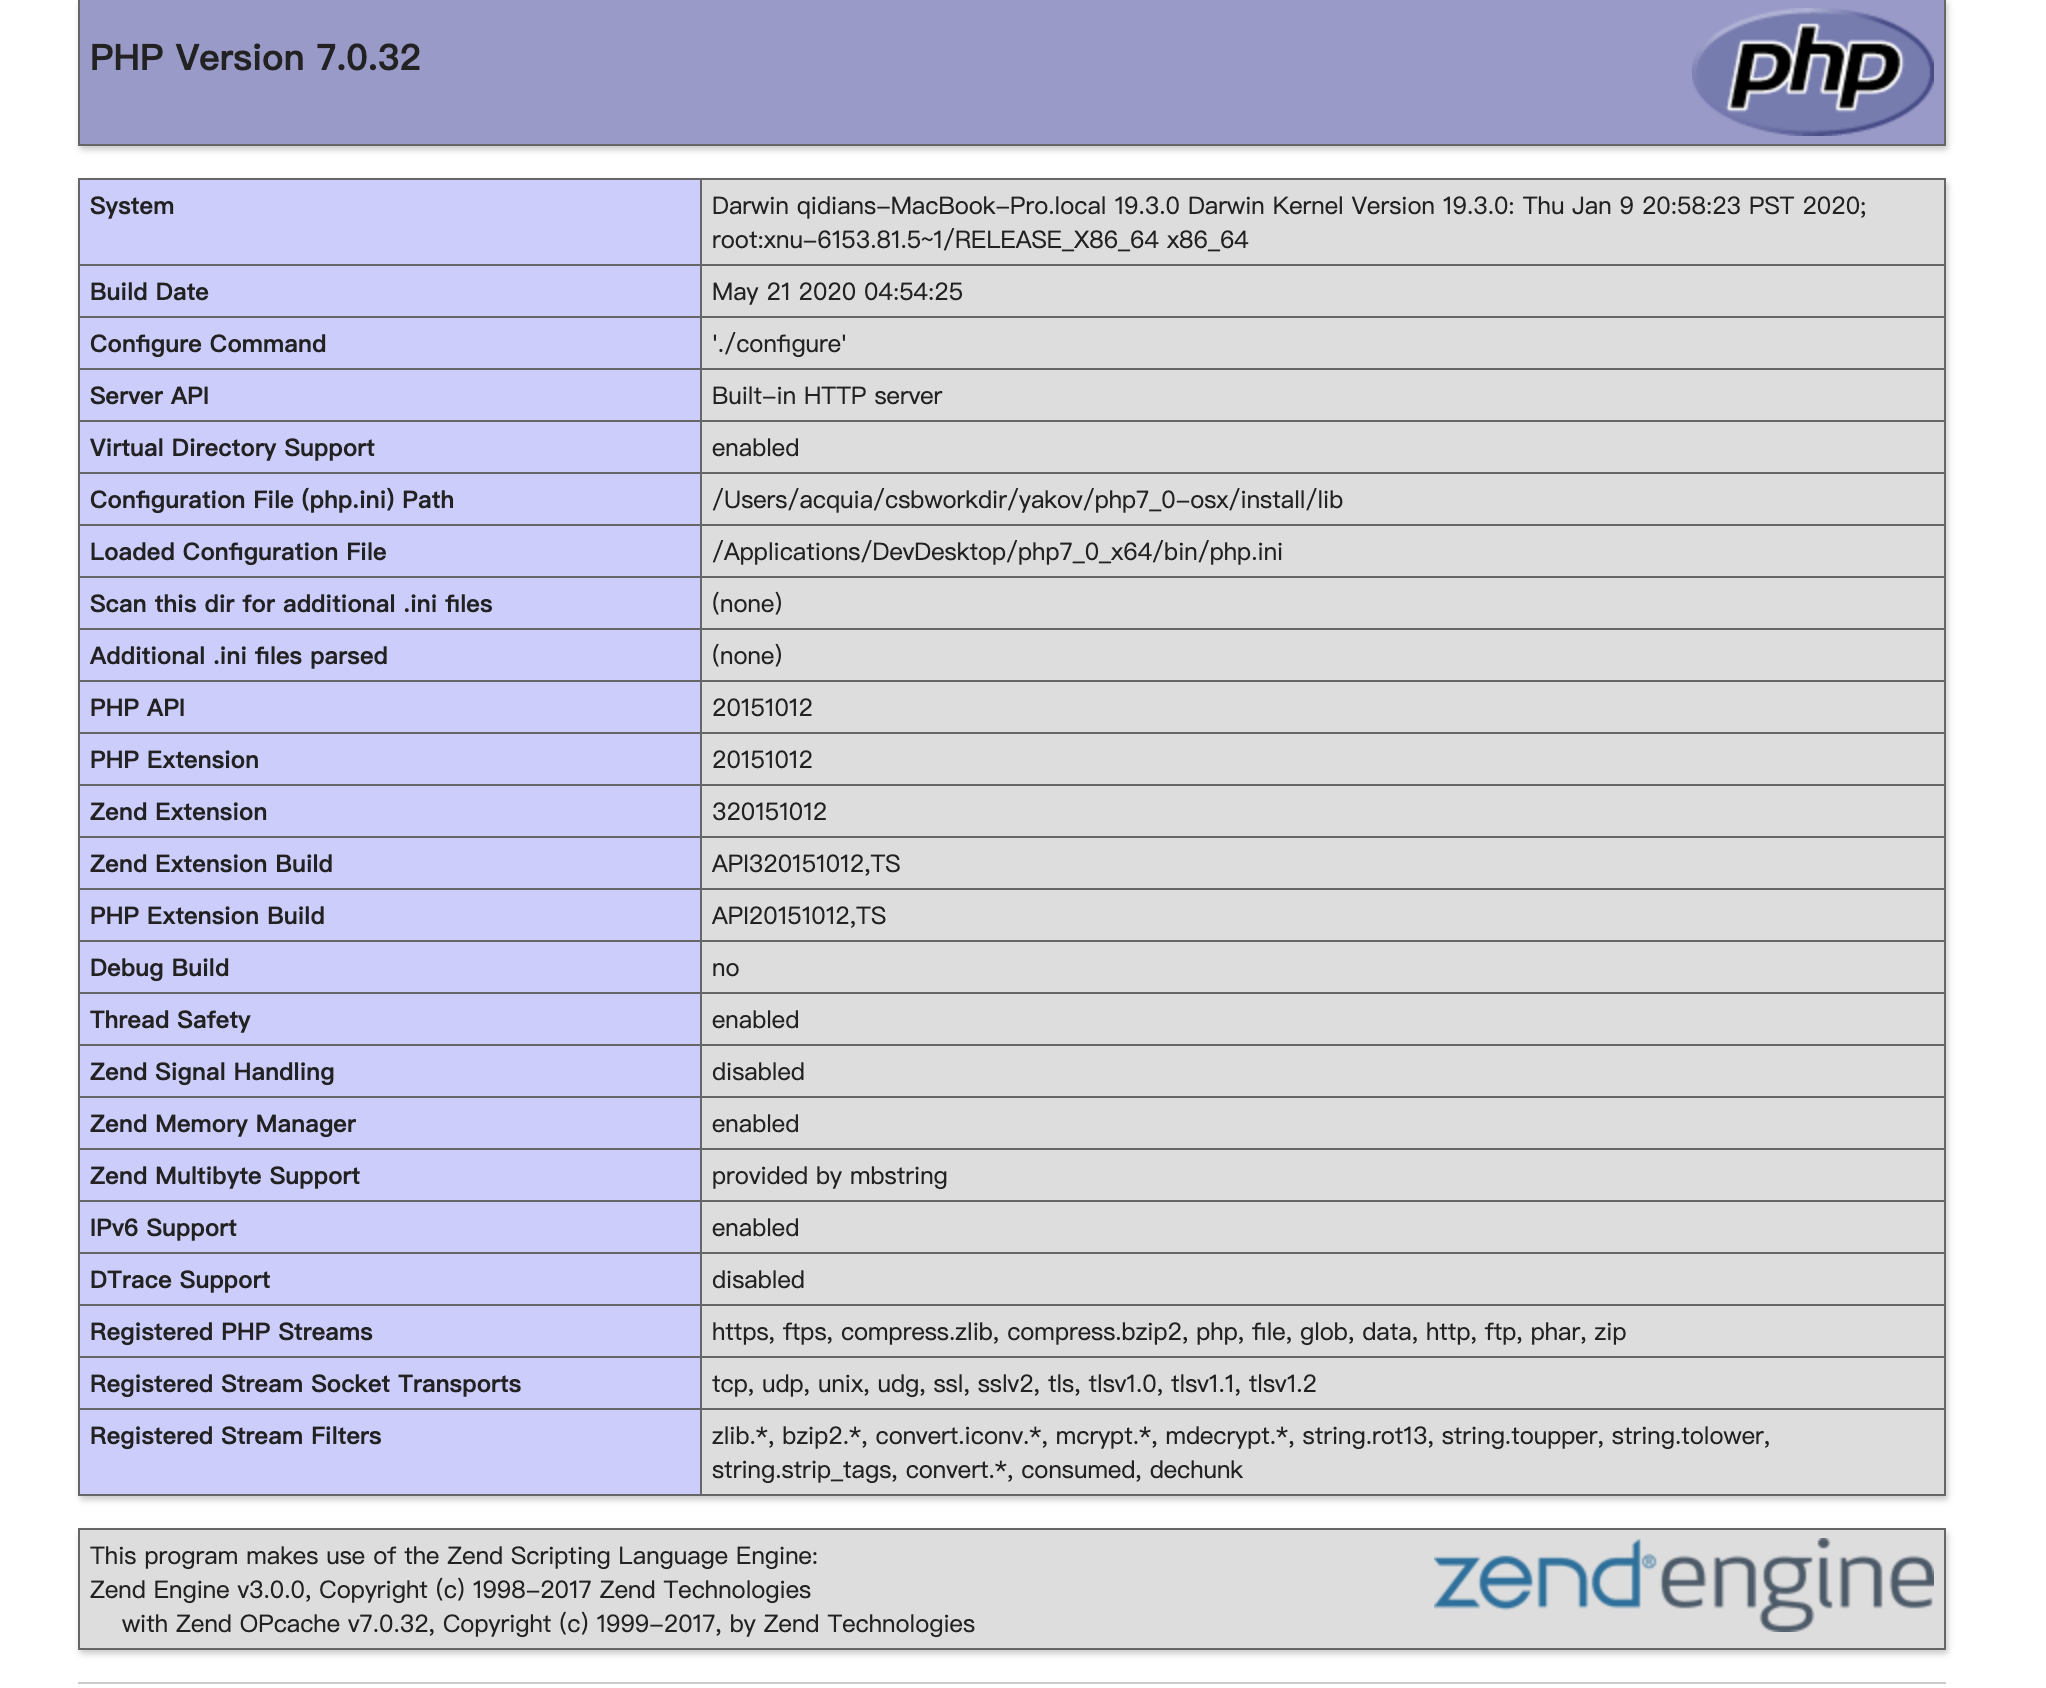 PHP Version 7.0.32
php
System
Darwin qidians-MacBook-Pro.local 19.3.0 Darwin Kernel Version 19.3.0: Thu Jan 9 20:58:23 PST 2020;
root:xnu-6153.81.5~1/RELEASE_X86_64 x86_64
Build Date
May 21 2020 04:54:25
Configure Command
'./configure'
Server API
Built-in HTTP server
Virtual Directory Support
enabled
Configuration File (php.ini) Path
/Users/acquia/csbworkdir/yakov/php7_0-osx/install/lib
Loaded Configuration File
/Applications/DevDesktop/php7_0_x64/bin/php.ini
Scan this dir for additional .ini files
(none)
Additional .ini files parsed
(none)
PHP API
20151012
PHP Extension
20151012
Zend Extension
320151012
Zend Extension Build
API320151012,TS
PHP Extension Build
API20151012,TS
Debug Build
no
Thread Safety
enabled
Zend Signal Handling
disabled
Zend Memory Manager
enabled
Zend Multibyte Support
provided by mbstring
IPv6 Support
enabled
DTrace Support
disabled
Registered PHP Streams
https, ftps, compress.zlib, compress.bzip2, php, file, glob, data, http, ftp, phar, zip
Registered Stream Socket Transports
tcp, udp, unix, udg, ssl, sslv2, tls, tlsv1.0, tlsv1.1, tlsv1.2
Registered Stream Filters
zlib.*, bzip2.*, convert.iconv.*, mcrypt.*, mdecrypt.*, string.rot13, string.toupper, string.tolower,
string.strip_tags, convert.*, consumed, dechunk
This program makes use of the Zend Scripting Language Engine:
Zend Engine v3.0.0, Copyright (c) 1998-2017 Zend Technologies
with Zend OPcache v7.0.32, Copyright (c) 1999-2017, by Zend Technologies
zend®engine